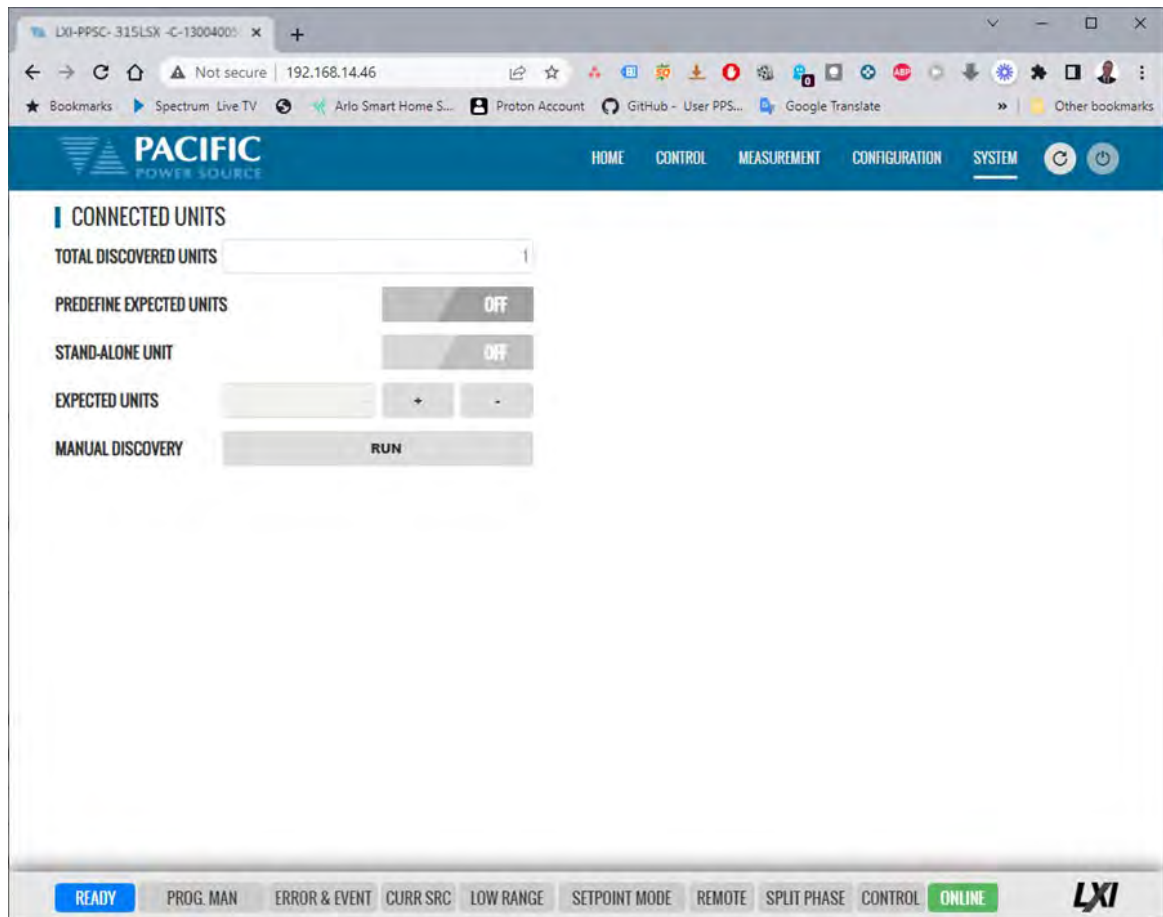 LXI-PPSC- 315LSX -C-13004005
Not secure | 192.168.14.46
ABP
0
Bookmarks Spectrum Live TV Arlo Smart Home S... Proton Account GitHub - User PPS... Google Translate » Other bookmarks
PACIFIC
POWER SOURCE
HOME CONTROL MEASUREMENT CONFIGURATION SYSTEM
CONNECTED UNITS
TOTAL DISCOVERED UNITS 1
PREDEFINE EXPECTED UNITS OFF
STAND-ALONE UNIT OFF
EXPECTED UNITS + -
MANUAL DISCOVERY RUN
READY PROG. MAN ERROR & EVENT CURR SRC LOW RANGE SETPOINT MODE REMOTE SPLIT PHASE CONTROL ONLINE LXI